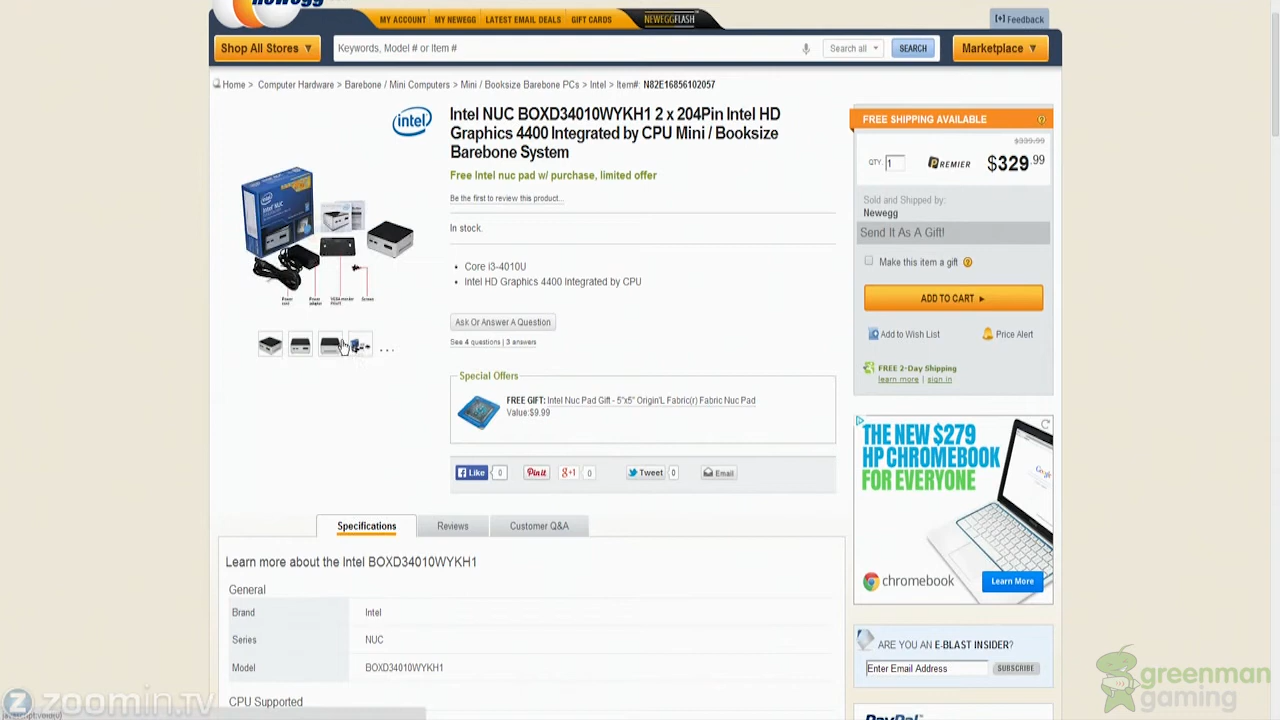 newegg
MY ACCOUNT MY NEWEGG LATEST EMAIL DEALS GIFT CARDS NEWEGGFLASH
[+] Feedback
Shop All Stores ▼ Keywords, Model # or Item # Search all ▼ SEARCH Marketplace ▼
Home > Computer Hardware > Barebone / Mini Computers > Mini / Booksize Barebone PCs > Intel > Item#: N82E16856102057
intel
Intel NUC BOXD34010WYKH1 2 x 204Pin Intel HD
Graphics 4400 Integrated by CPU Mini / Booksize
Barebone System
Free Intel nuc pad w/ purchase, limited offer
Be the first to review this product...
In stock.
• Core i3-4010U
• Intel HD Graphics 4400 Integrated by CPU
Ask Or Answer A Question
See 4 questions | 3 answers
Special Offers
FREE GIFT: Intel Nuc Pad Gift - 5"x5" Origin'L Fabric(r) Fabric Nuc Pad
Value:$9.99
Like 0 Pin it g+1 0 Tweet 0 Email
FREE SHIPPING AVAILABLE ?
$339.99
QTY. 1 PREMIER $329.99
Sold and Shipped by:
Newegg
Send It As A Gift!
Make this item a gift ?
ADD TO CART ►
Add to Wish List Price Alert
FREE 2-Day Shipping
learn more | sign in
THE NEW $279
HP CHROMEBOOK
FOR EVERYONE
Google
chromebook Learn More
Specifications Reviews Customer Q&A
Learn more about the Intel BOXD34010WYKH1
General
Brand Intel
Series NUC
Model BOXD34010WYKH1
CPU Supported
ARE YOU AN E-BLAST INSIDER?
Enter Email Address SUBSCRIBE
PayPal
Z zoomin.tv
javascript:void(0)
greenman
gaming